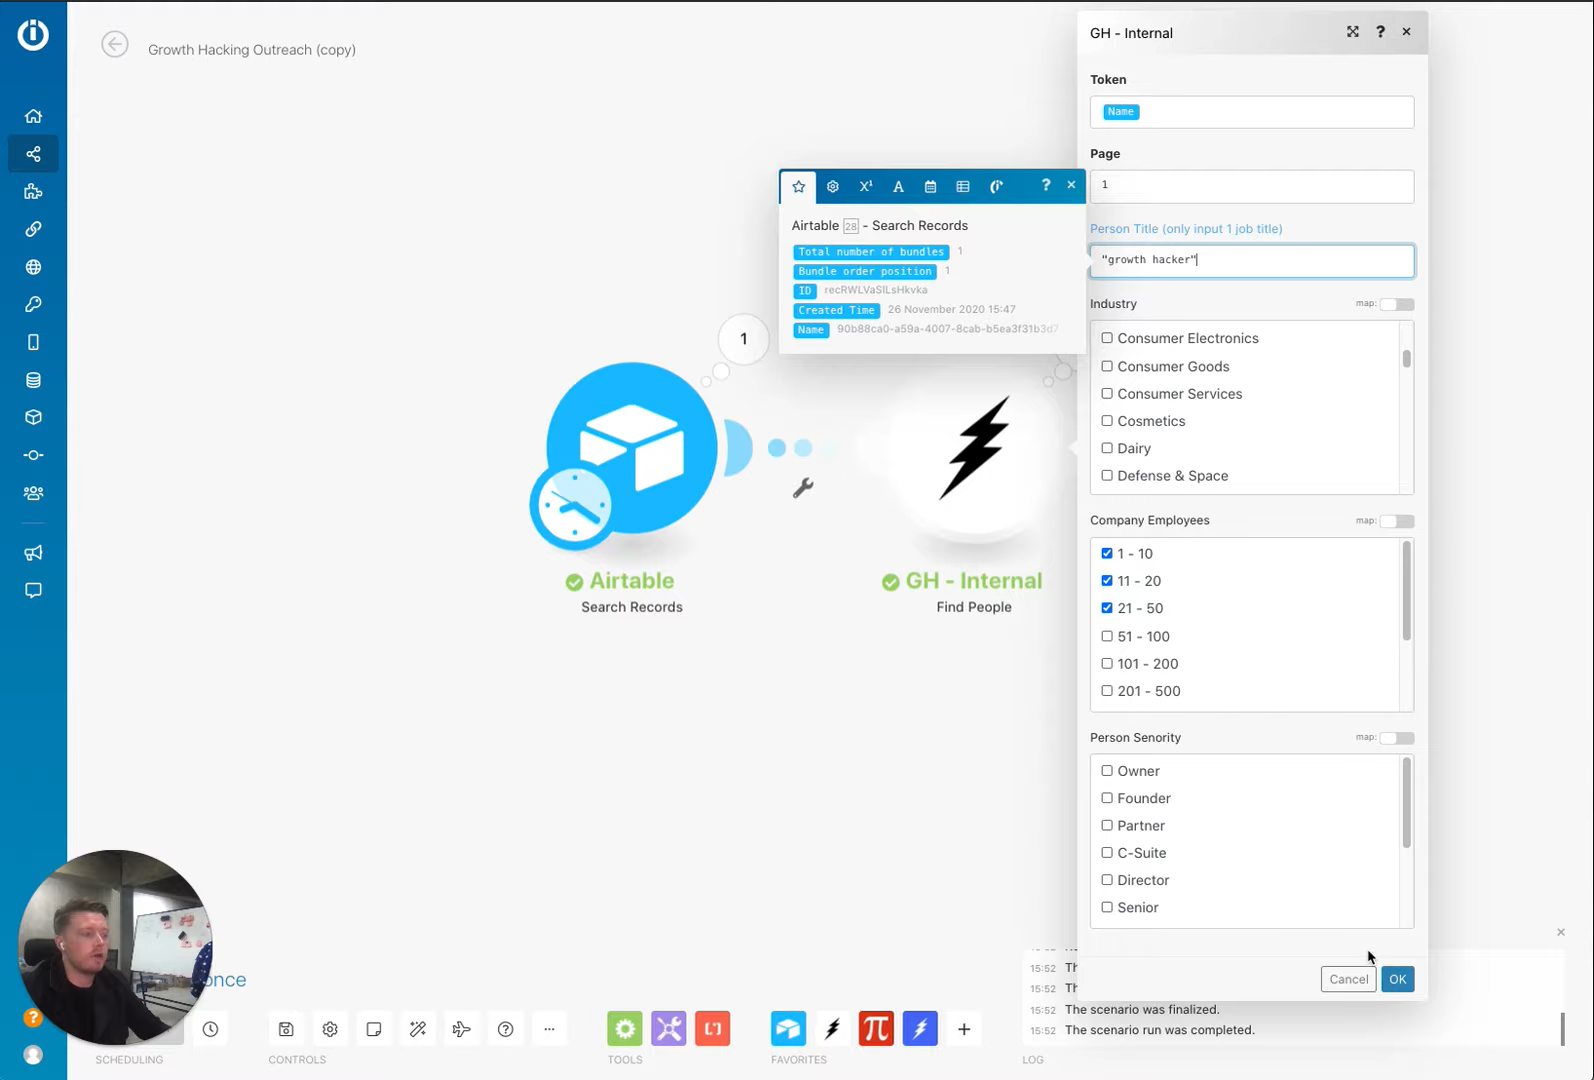 Growth Hacking Outreach (copy)
GH - Internal
?
Token
Name
Page
1
Person Title (only input 1 job title)
"growth hacker"
X¹ A ?
Airtable 28 - Search Records
Total number of bundles 1
Bundle order position 1
ID recRWLVaSILsHkvka
Created Time 26 November 2020 15:47
Name 90b88ca0-a59a-4007-8cab-b5ea3f31b3d7
1
Industry map:
Consumer Electronics
Consumer Goods
Consumer Services
Cosmetics
Dairy
Defense & Space
Company Employees map:
1 - 10
11 - 20
21 - 50
51 - 100
101 - 200
201 - 500
Airtable
Search Records
GH - Internal
Find People
Person Senority map:
Owner
Founder
Partner
C-Suite
Director
Senior
Cancel OK
once
15:52 Th
15:52 Th
15:52 The scenario was finalized.
15:52 The scenario run was completed.
SCHEDULING
CONTROLS
TOOLS
FAVORITES
LOG